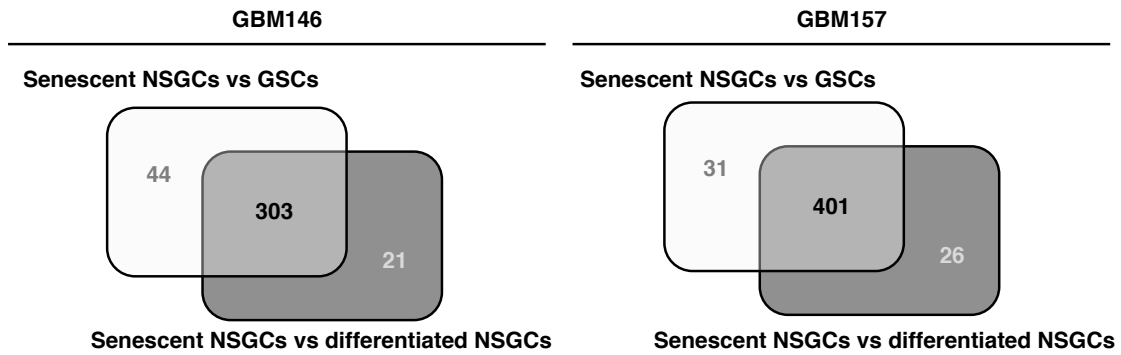 GBM146
Senescent NSGCs vs GSCs
44
303
21
Senescent NSGCs vs differentiated NSGCs
GBM157
Senescent NSGCs vs GSCs
31
401
26
Senescent NSGCs vs differentiated NSGCs